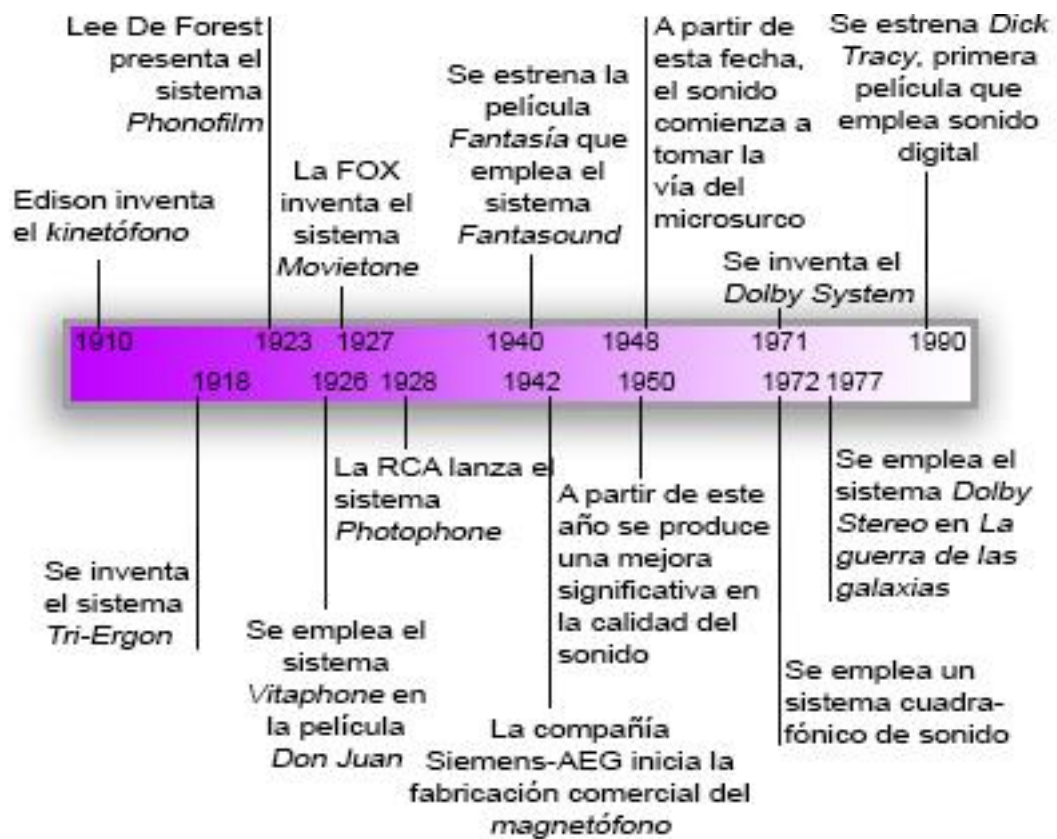 Lee De Forest
presenta el
sistema
Phonofilm
Edison inventa
el kinetófono
La FOX
inventa el
sistema
Movietone
Se estrena la
película
Fantasía que
emplea el
sistema
Fantasound
A partir de
esta fecha,
el sonido
comienza a
tomar la
vía del
microsurco
Se inventa el
Dolby System
Se estrena Dick
Tracy, primera
película que
emplea sonido
digital
1910 1923 1927 1940 1948 1971 1990
1918 1926 1928 1942 1950 1972 1977
Se inventa
el sistema
Tri-Ergon
Se emplea el
sistema
Vitaphone en
la película
Don Juan
La RCA lanza el
sistema
Photophone
La compañía
Siemens-AEG inicia la
fabricación comercial del
magnetófono
A partir de este
año se produce
una mejora
significativa en
la calidad del
sonido
Se emplea un
sistema cuadra-
fónico de sonido
Se emplea el
sistema Dolby
Stereo en La
guerra de las
galaxias